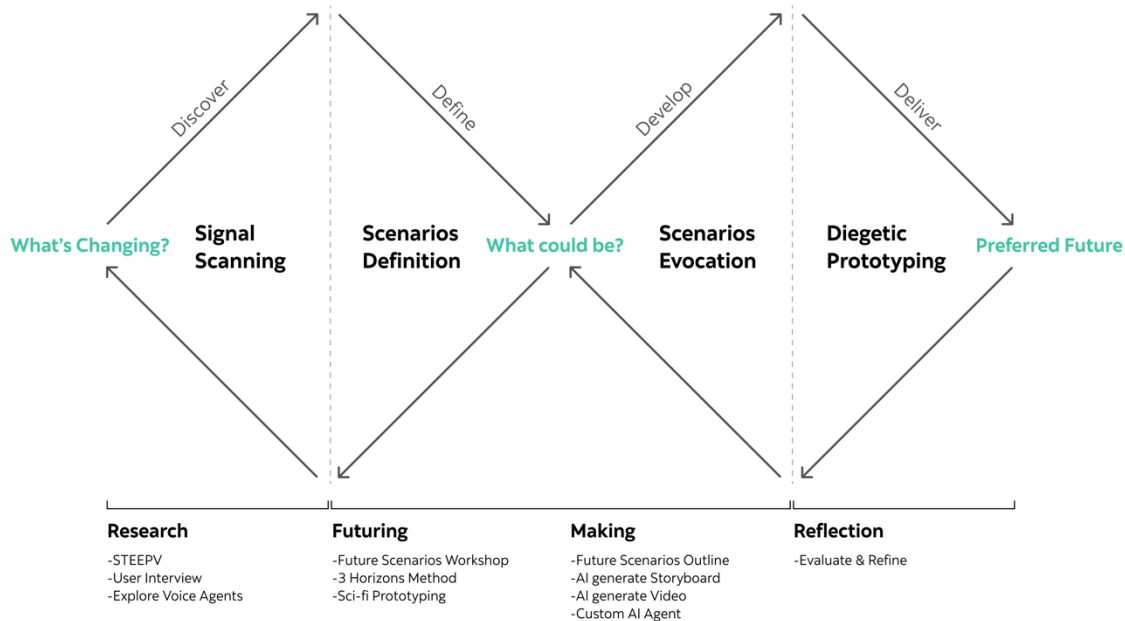 Discover
Define
Develop
Deliver
What's Changing?
Signal
Scanning
Scenarios
Definition
What could be?
Scenarios
Evocation
Diegetic
Prototyping
Preferred Future
Research
-STEEPV
-User Interview
-Explore Voice Agents
Futuring
-Future Scenarios Workshop
-3 Horizons Method
-Sci-fi Prototyping
Making
-Future Scenarios Outline
-AI generate Storyboard
-AI generate Video
-Custom AI Agent
Reflection
-Evaluate & Refine